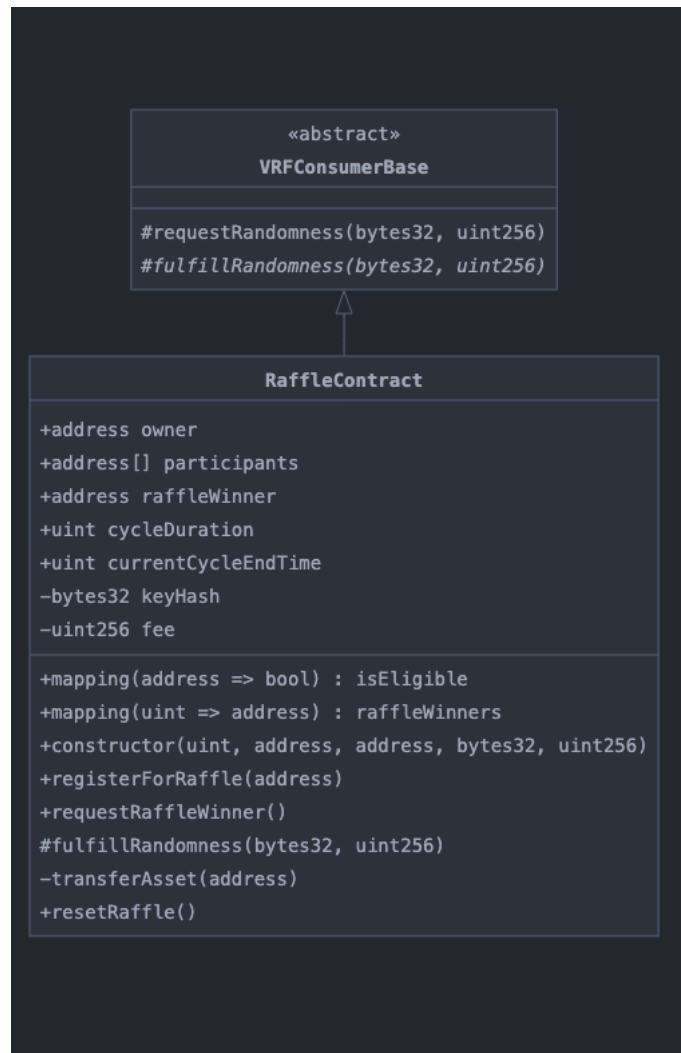 «abstract»
VRFConsumerBase
#requestRandomness(bytes32, uint256)
#fulfillRandomness(bytes32, uint256)
RaffleContract
+address owner
+address[] participants
+address raffleWinner
+uint cycleDuration
+uint currentCycleEndTime
-bytes32 keyHash
-uint256 fee
+mapping(address => bool) : isEligible
+mapping(uint => address) : raffleWinners
+constructor(uint, address, address, bytes32, uint256)
+registerForRaffle(address)
+requestRaffleWinner()
#fulfillRandomness(bytes32, uint256)
-transferAsset(address)
+resetRaffle()